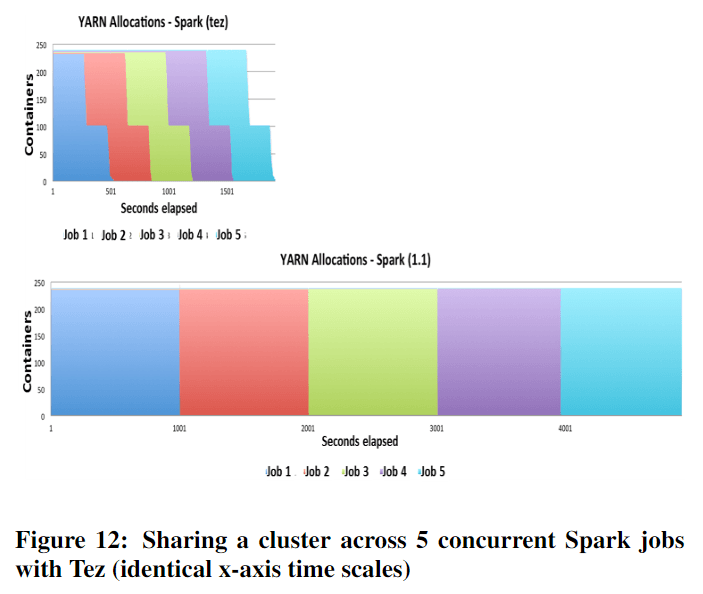 YARN Allocations - Spark (tez)
250
200
150
100
50
0
Containers
1 501 1001 1501
Seconds elapsed
Job 1 Job 2 Job 3 Job 4 Job 5
YARN Allocations - Spark (1.1)
250
200
150
100
50
0
Containers
1 1001 2001 3001 4001
Seconds elapsed
Job 1 Job 2 Job 3 Job 4 Job 5
Figure 12: Sharing a cluster across 5 concurrent Spark jobs
with Tez (identical x-axis time scales)